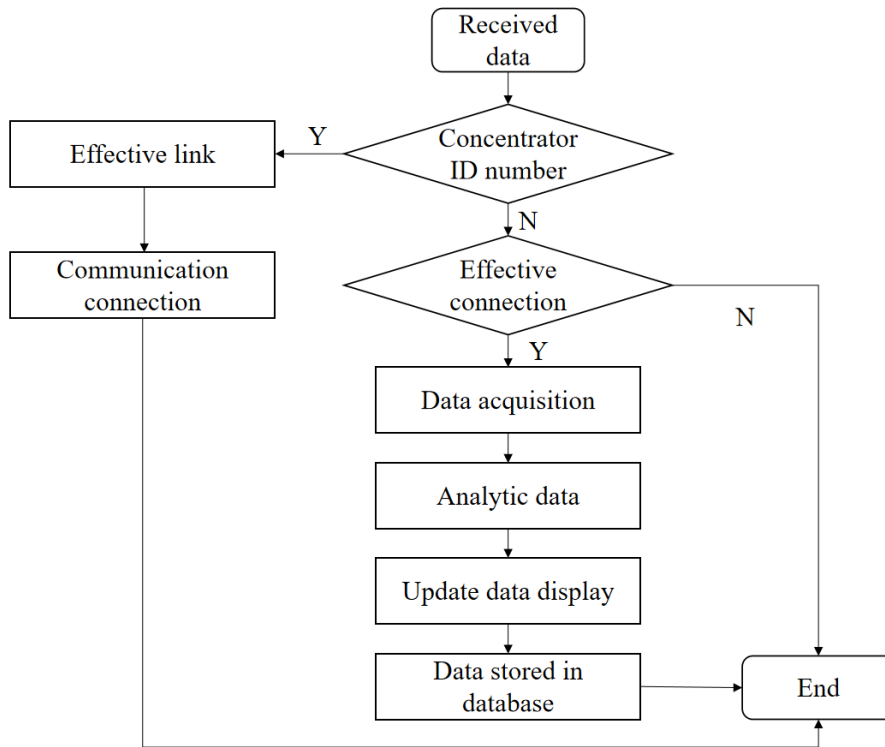 Received
data
Y
Concentrator
ID number
Effective link
N
Communication
connection
Effective
connection
N
Y
Data acquisition
Analytic data
Update data display
Data stored in
database
End